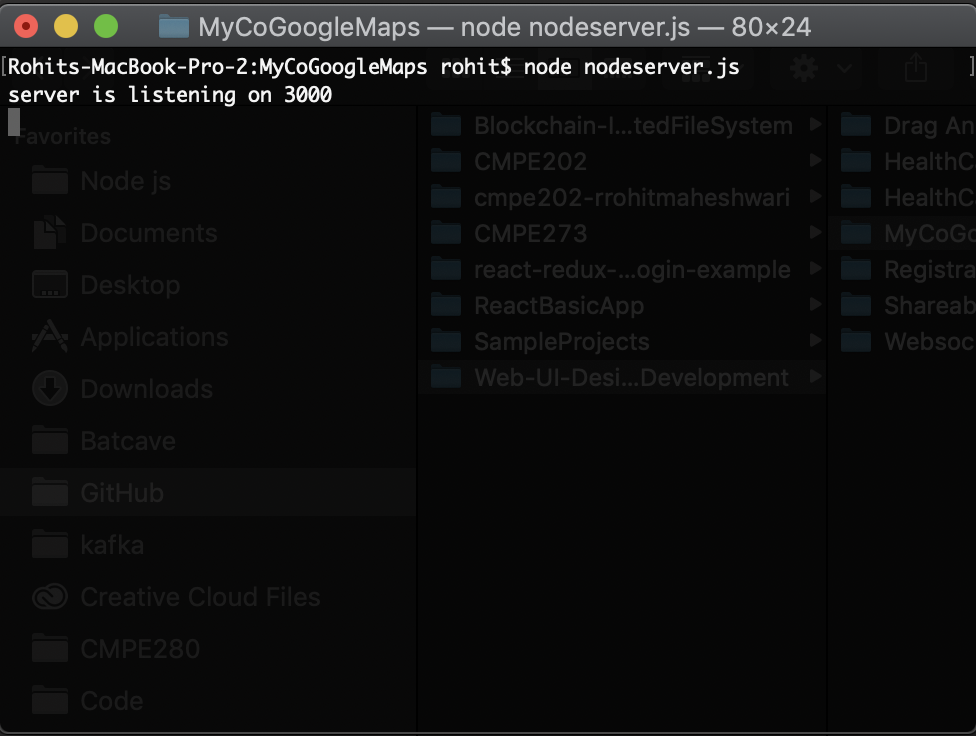 MyCoGoogleMaps — node nodeserver.js — 80×24
[Rohits-MacBook-Pro-2:MyCoGoogleMaps rohit$ node nodeserver.js ]
server is listening on 3000
Favorites
Node js
Documents
Desktop
Applications
Downloads
Batcave
GitHub
kafka
Creative Cloud Files
CMPE280
Code
Blockchain-I...tedFileSystem
CMPE202
cmpe202-rrohitmaheshwari
CMPE273
react-redux-...ogin-example
ReactBasicApp
SampleProjects
Web-UI-Desi...Development
Drag An
HealthC
HealthC
MyCoGo
Registra
Shareab
Websoc